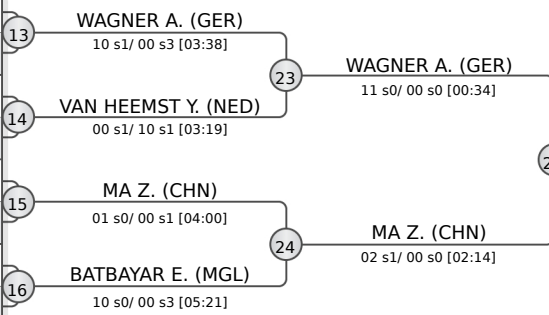 13
WAGNER A. (GER)
10 s1/ 00 s3 [03:38]
23
WAGNER A. (GER)
11 s0/ 00 s0 [00:34]
14
VAN HEEMST Y. (NED)
00 s1/ 10 s1 [03:19]
15
MA Z. (CHN)
01 s0/ 00 s1 [04:00]
24
MA Z. (CHN)
02 s1/ 00 s0 [02:14]
16
BATBAYAR E. (MGL)
10 s0/ 00 s3 [05:21]